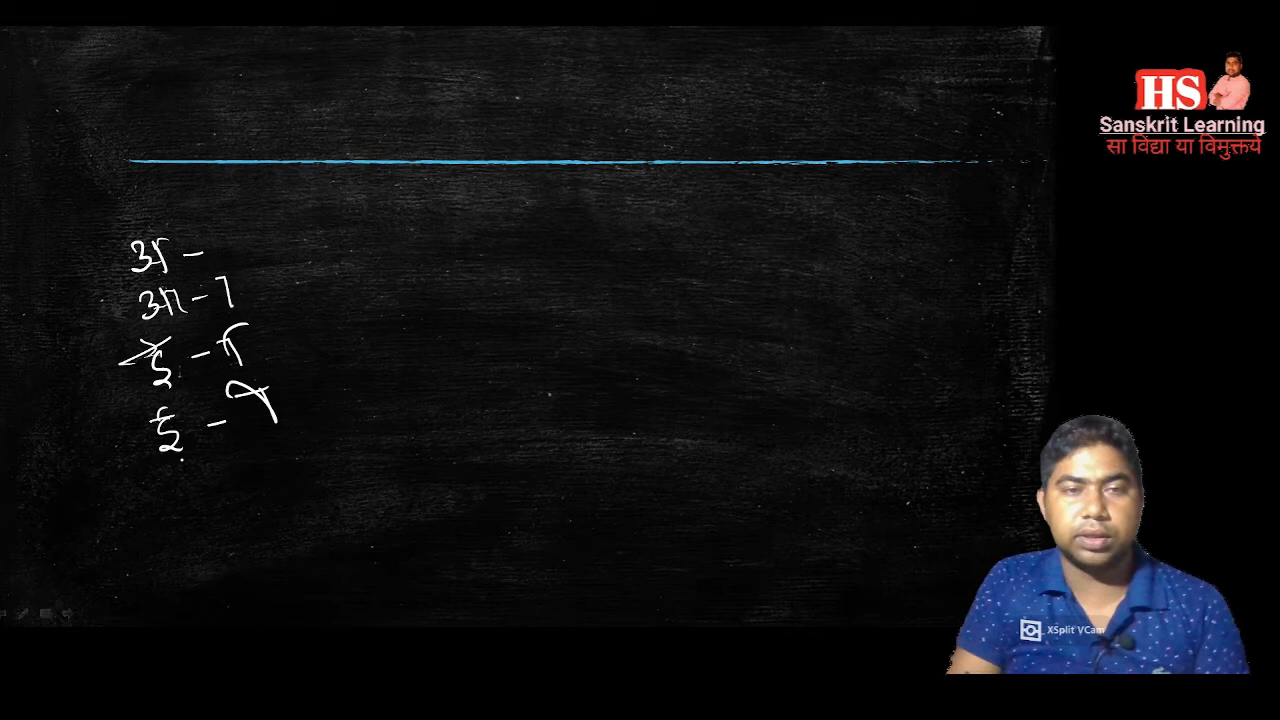 HS
Sanskrit Learning
सा विद्या या विमुक्तये
अ -
आ - ा
इ - ि
ई - ी
XSplit VCam